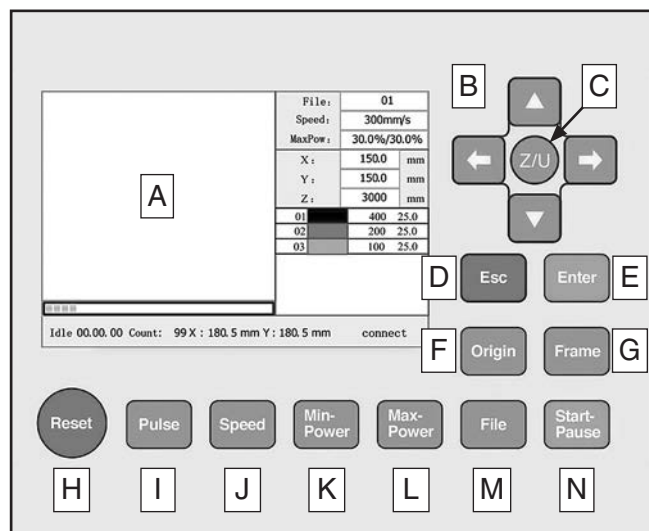 File: 01
Speed: 300mm/s
MaxPow: 30.0%/30.0%
X: 150.0 mm
Y: 150.0 mm
Z: 3000 mm
01 400 25.0
02 200 25.0
03 100 25.0
Idle 00.00.00 Count: 99 X : 180.5 mm Y : 180.5 mm connect
A
B
C
Z/U
D
Esc
Enter
E
F
Origin
Frame
G
Reset
Pulse
Speed
Min-
Power
Max-
Power
File
Start-
Pause
H
I
J
K
L
M
N